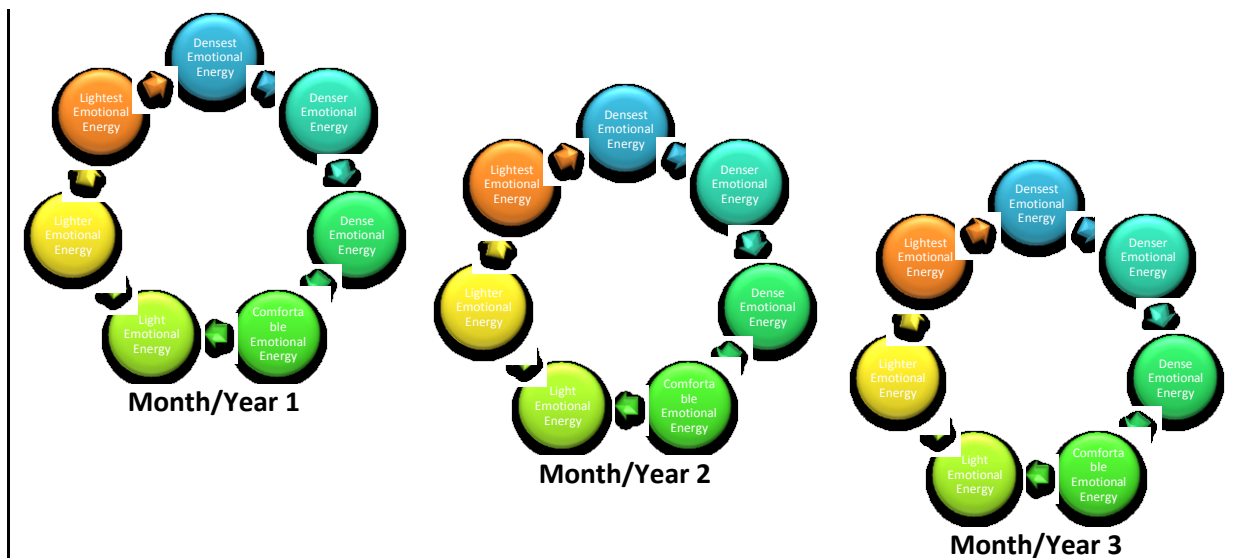 Densest
Emotional
Energy
Denser
Emotional
Energy
Dense
Emotional
Energy
Comforta
ble
Emotional
Energy
Light
Emotional
Energy
Lighter
Emotional
Energy
Lightest
Emotional
Energy
Month/Year 1
Densest
Emotional
Energy
Denser
Emotional
Energy
Dense
Emotional
Energy
Comforta
ble
Emotional
Energy
Light
Emotional
Energy
Lighter
Emotional
Energy
Lightest
Emotional
Energy
Month/Year 2
Densest
Emotional
Energy
Denser
Emotional
Energy
Dense
Emotional
Energy
Comforta
ble
Emotional
Energy
Light
Emotional
Energy
Lighter
Emotional
Energy
Lightest
Emotional
Energy
Month/Year 3